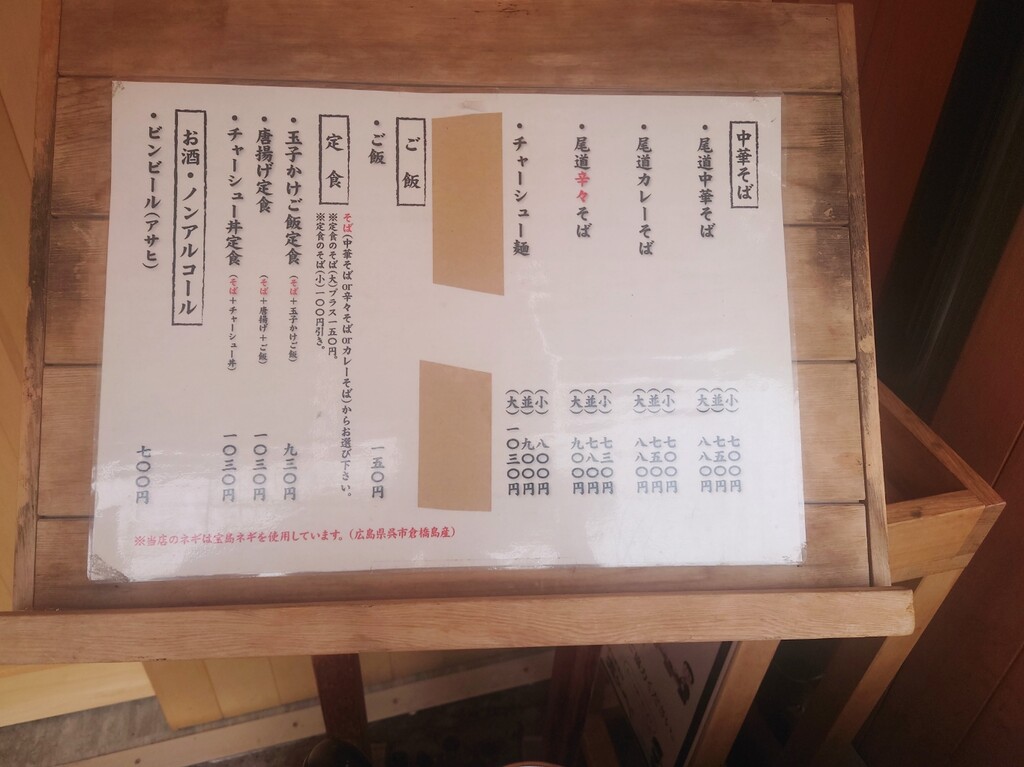 中華そば
・尾道中華そば
(小) 七〇〇円
(並) 七五〇円
(大) 八八〇円
・尾道カレーそば
(小) 七〇〇円
(並) 七五〇円
(大) 八八〇円
・尾道辛々そば
(小) 七三〇円
(並) 七八〇円
(大) 九〇〇円
・チャーシュー麺
(小) 八〇〇円
(並) 九〇〇円
(大) 一〇三〇円
ご飯
・ご飯 一五〇円
定食
そば(中華そばor辛々そばorカレーそば)からお選び下さい。
※定食のそば(大)プラス一五〇円。
※定食のそば(小)一〇〇円引き。
・玉子かけご飯定食(そば+玉子かけご飯) 九三〇円
・唐揚げ定食(そば+唐揚げ+ご飯) 一〇三〇円
・チャーシュー丼定食(そば+チャーシュー丼) 一〇三〇円
お酒・ノンアルコール
・ビンビール(アサヒ) 七〇〇円
※当店のネギは宝島ネギを使用しています。(広島県呉市倉橋島産)